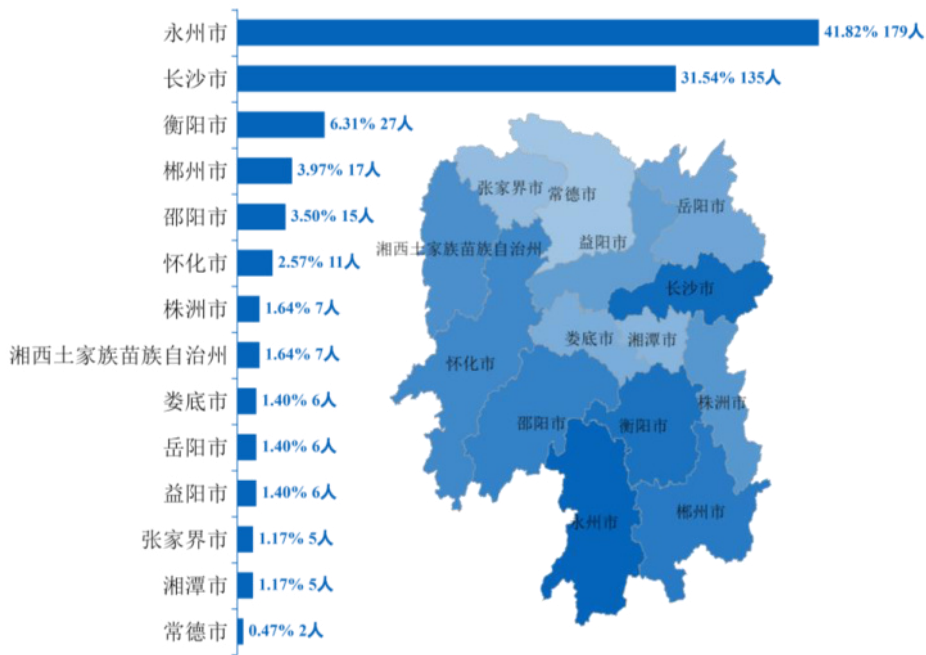 永州市 41.82% 179人
长沙市 31.54% 135人
衡阳市 6.31% 27人
郴州市 3.97% 17人
邵阳市 3.50% 15人
怀化市 2.57% 11人
株洲市 1.64% 7人
湘西土家族苗族自治州 1.64% 7人
娄底市 1.40% 6人
岳阳市 1.40% 6人
益阳市 1.40% 6人
张家界市 1.17% 5人
湘潭市 1.17% 5人
常德市 0.47% 2人
张家界市
常德市
岳阳市
益阳市
湘西土家族苗族自治州
长沙市
娄底市
湘潭市
怀化市
株洲市
邵阳市
衡阳市
永州市
郴州市